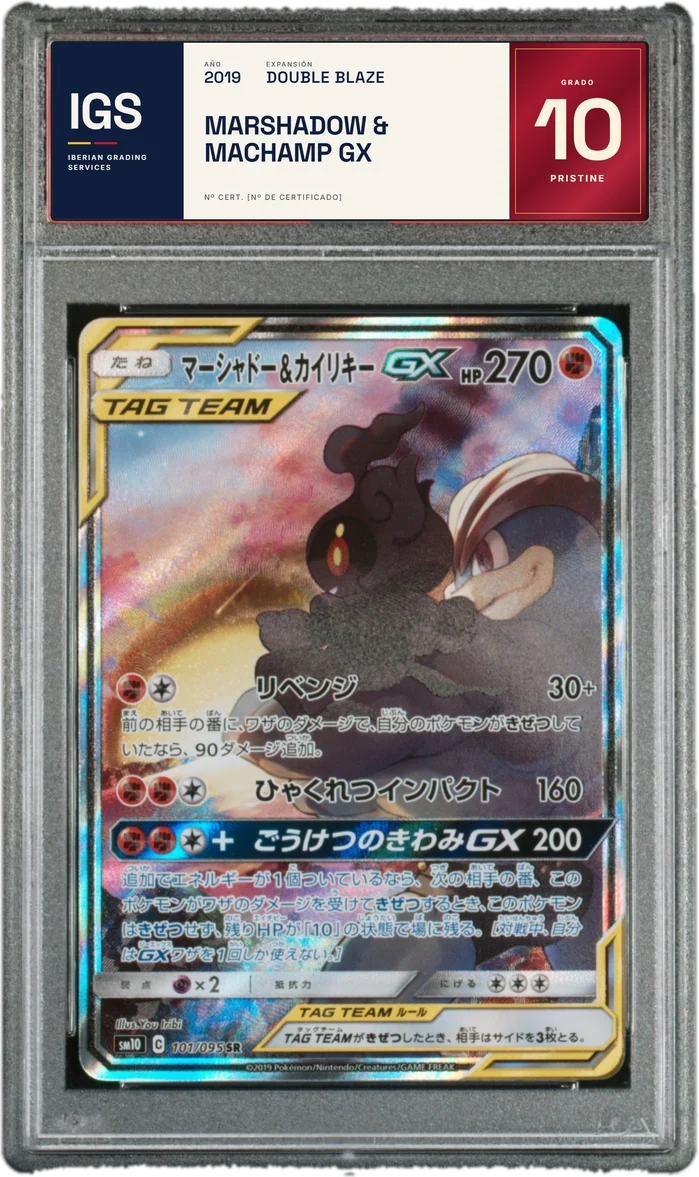 IGS
IBERIAN GRADING
SERVICES
AÑO
2019
EXPANSIÓN
DOUBLE BLAZE
MARSHADOW &
MACHAMP GX
Nº CERT. [Nº DE CERTIFICADO]
GRADO
10
PRISTINE
たね
マーシャドー&カイリキーGX HP270
TAG TEAM
リベンジ 30+
前の相手の番に、ワザのダメージで、自分のポケモンがきぜつして
いたなら、90ダメージ追加。
ひゃくれつインパクト 160
+ ごうけつのきわみGX 200
追加でエネルギーが1個ついているなら、次の相手の番、この
ポケモンがワザのダメージを受けてきぜつするとき、このポケモン
はきぜつせず、残りHPが「10」の状態で場に残る。[対戦中、自分
はGXワザを1回しか使えない。]
弱点 ×2 抵抗力 にげる
TAG TEAM ルール
TAG TEAMがきぜつしたとき、相手はサイドを3枚とる。
Illus.You Iribi
sm10 C 101/095 SR
©2019 Pokémon/Nintendo/Creatures/GAME FREAK